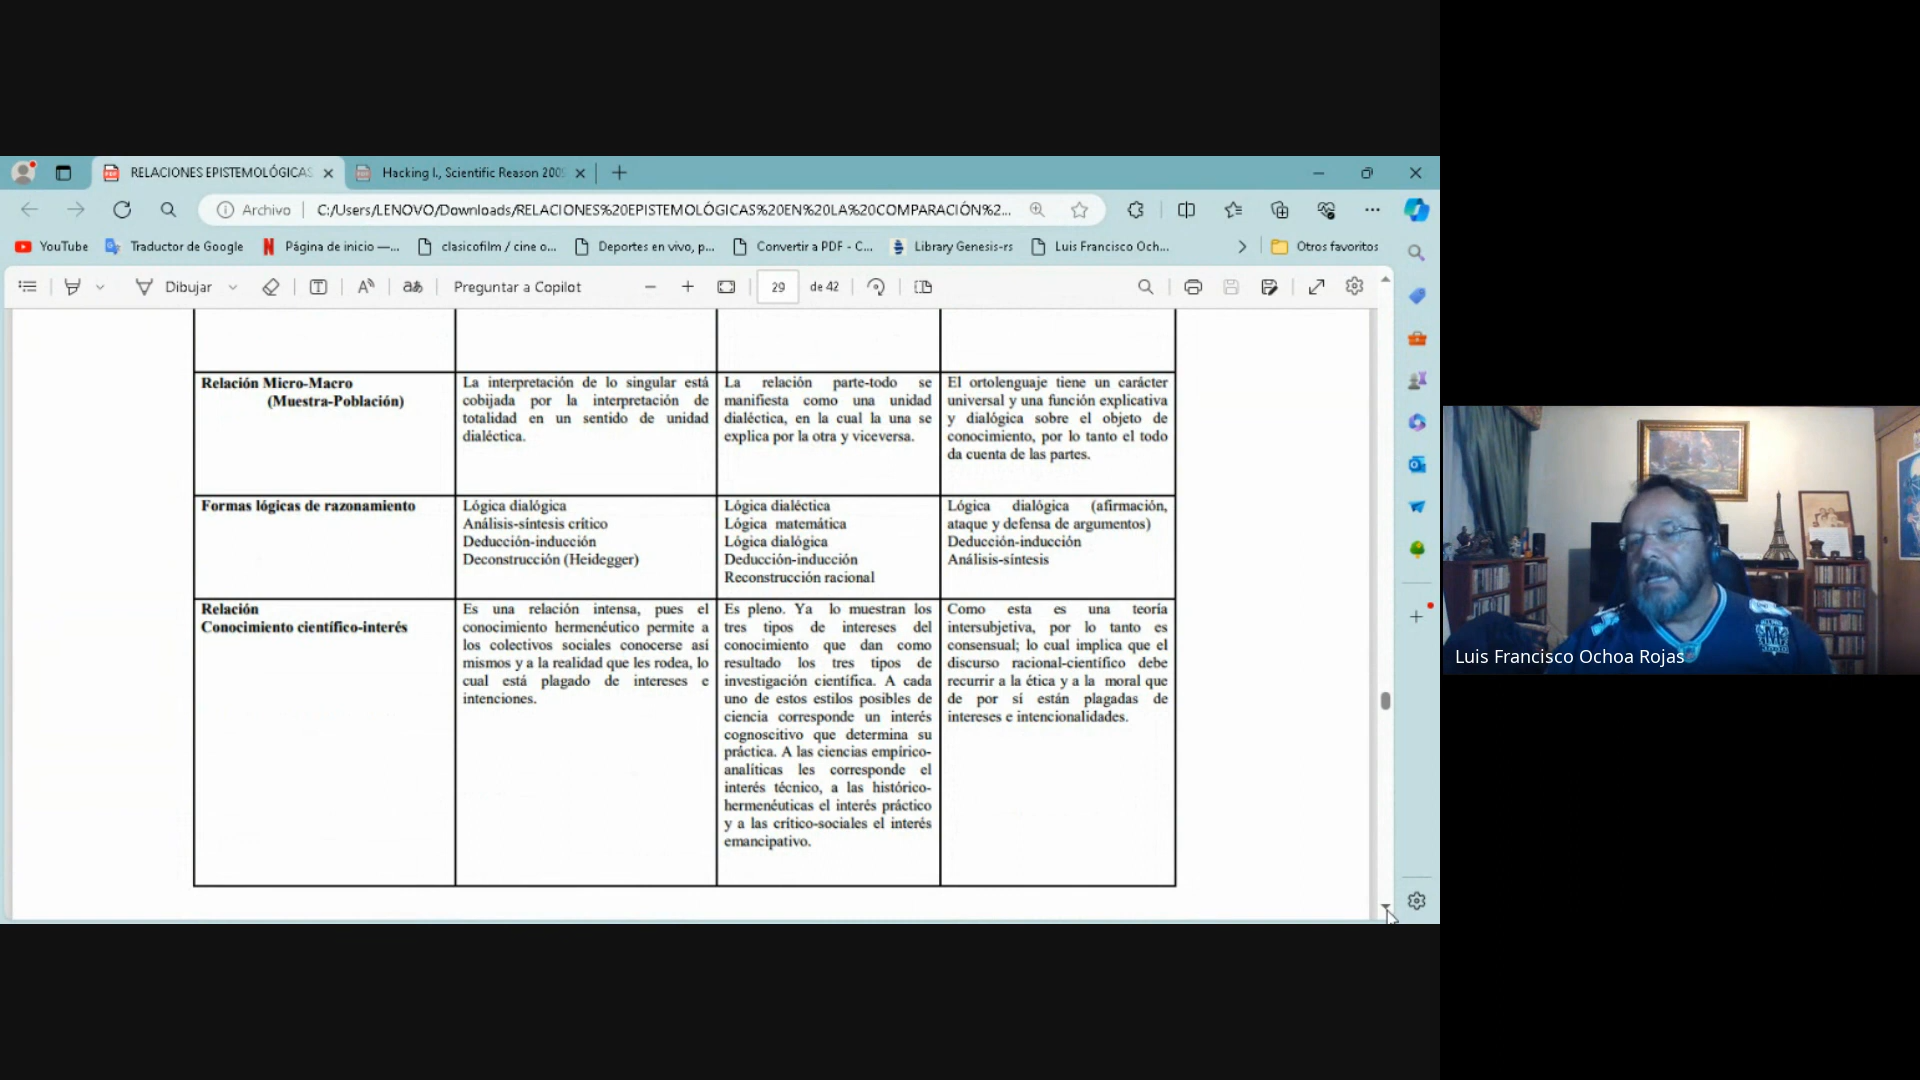 RELACIONES EPISTEMOLÓGICAS
Hacking I., Scientific Reason 2009
Archivo
C:/Users/LENOVO/Downloads/RELACIONES%20EPISTEMOLÓGICAS%20EN%20LA%20COMPARACIÓN%2...
YouTube
Traductor de Google
Página de inicio —...
clasicofilm / cine o...
Deportes en vivo, p...
Convertir a PDF - C...
Library Genesis-rs
Luis Francisco Och...
Otros favoritos
Dibujar
aあ
Preguntar a Copilot
29
de 42
Relación Micro-Macro
(Muestra-Población)
La interpretación de lo singular está
cobijada por la interpretación de
totalidad en un sentido de unidad
dialéctica.
La relación parte-todo se
manifiesta como una unidad
dialéctica, en la cual la una se
explica por la otra y viceversa.
El ortolenguaje tiene un carácter
universal y una función explicativa
y dialógica sobre el objeto de
conocimiento, por lo tanto el todo
da cuenta de las partes.
Formas lógicas de razonamiento
Lógica dialógica
Análisis-síntesis crítico
Deducción-inducción
Deconstrucción (Heidegger)
Lógica dialéctica
Lógica matemática
Lógica dialógica
Deducción-inducción
Reconstrucción racional
Lógica dialógica (afirmación,
ataque y defensa de argumentos)
Deducción-inducción
Análisis-síntesis
Relación
Conocimiento científico-interés
Es una relación intensa, pues el
conocimiento hermenéutico permite a
los colectivos sociales conocerse así
mismos y a la realidad que les rodea, lo
cual está plagado de intereses e
intenciones.
Es pleno. Ya lo muestran los
tres tipos de intereses del
conocimiento que dan como
resultado los tres tipos de
investigación científica. A cada
uno de estos estilos posibles de
ciencia corresponde un interés
cognoscitivo que determina su
práctica. A las ciencias empírico-
analíticas les corresponde el
interés técnico, a las histórico-
hermenéuticas el interés práctico
y a las crítico-sociales el interés
emancipativo.
Como esta es una teoría
intersubjetiva, por lo tanto es
consensual; lo cual implica que el
discurso racional-científico debe
recurrir a la ética y a la moral que
de por sí están plagadas de
intereses e intencionalidades.
Luis Francisco Ochoa Rojas